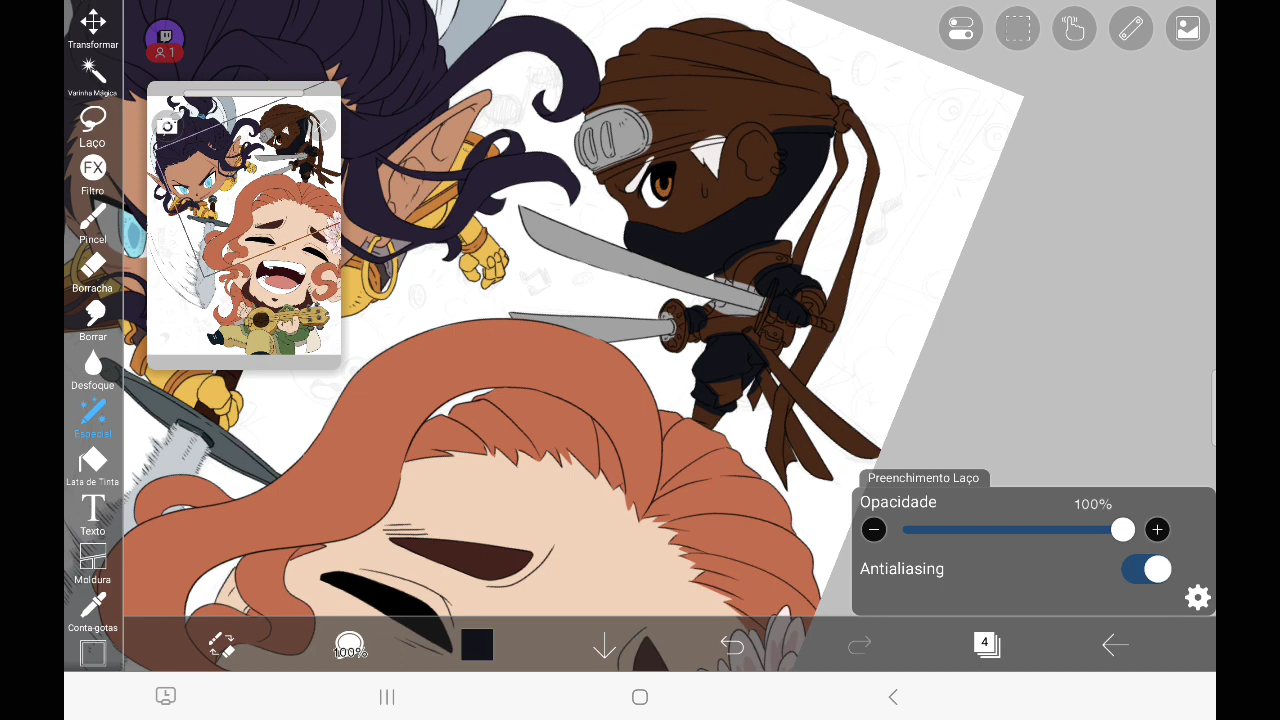 Transformar
1
Varinha Mágica
Laço
FX
Filtro
Pincel
Borracha
Borrar
Desfoque
Especial
Lata de Tinta
T
Texto
Moldura
Conta-gotas
Preenchimento Laço
Opacidade
100%
Antialiasing
100%
4